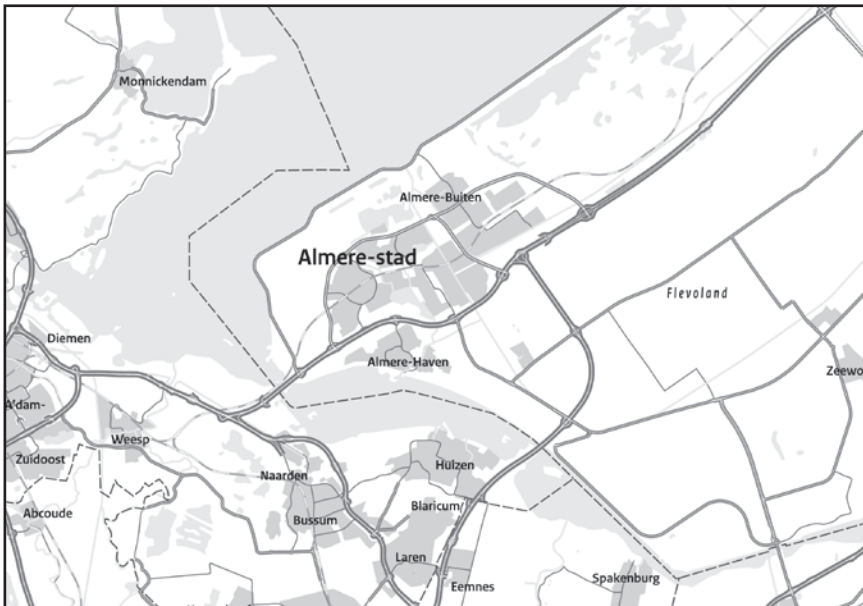 Monnickendam
Almere-Buiten
Almere-stad
Flevoland
Diemen
Almere-Haven
A'dam-
Zuidoost
Weesp
Naarden
Huizen
Abcoude
Bussum
Blaricum
Laren
Eemnes
Spakenburg